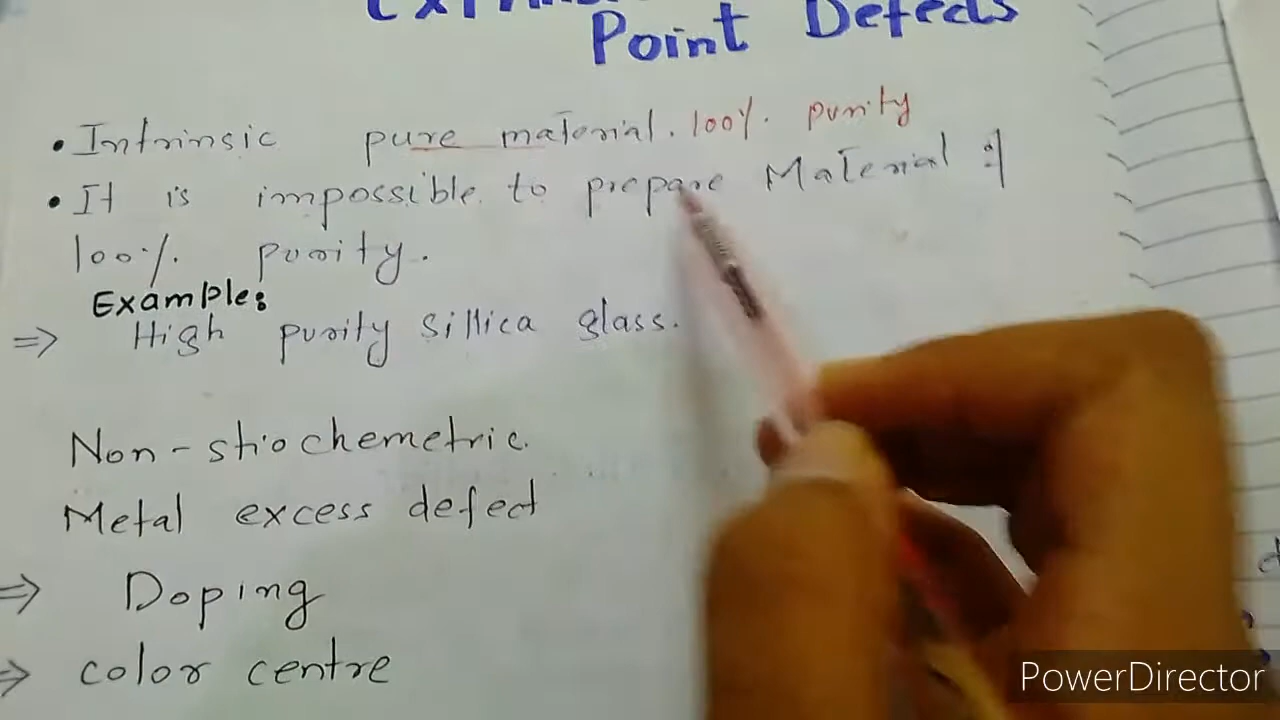 Point Defects
• Intrinsic pure material. 100%. purity
• It is impossible to prepare Material of
100%. purity.
Examples
⇒ High purity sillica glass.
Non-stiochemetric.
Metal excess defect
⇒ Doping
⇒ color centre
PowerDirector